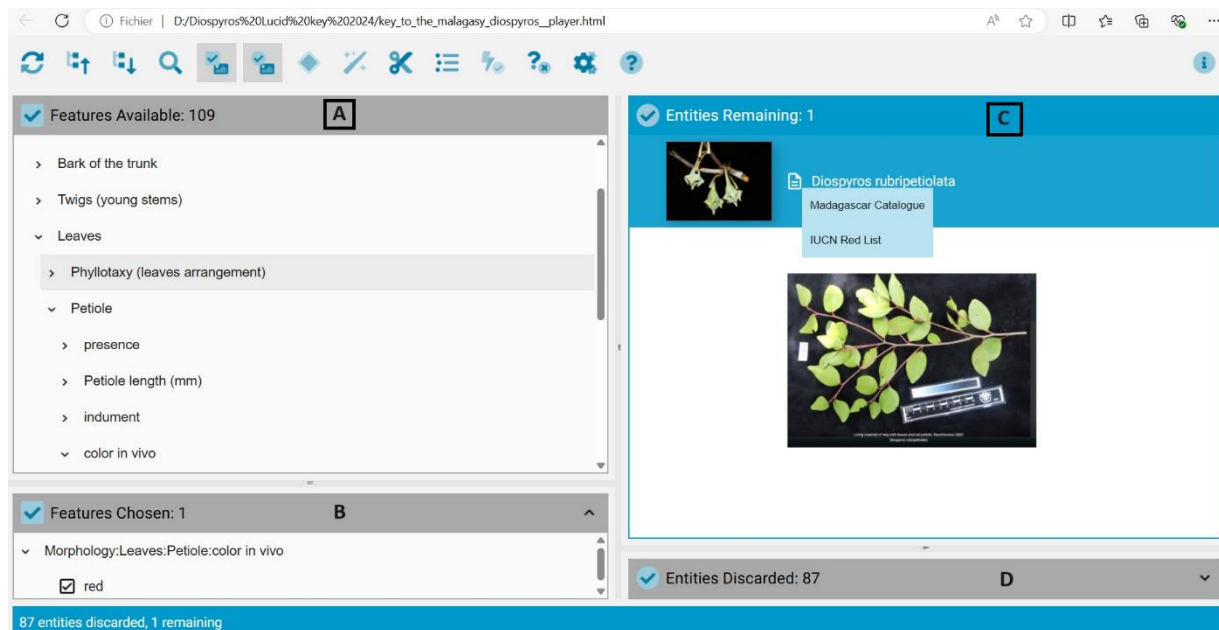 Fichier | D:/Diospyros%20Lucid%20key%202024/key_to_the_malagasy_diospyros__player.html
Features Available: 109
A
Bark of the trunk
Twigs (young stems)
Leaves
Phyllotaxy (leaves arrangement)
Petiole
presence
Petiole length (mm)
indument
color in vivo
Features Chosen: 1
B
Morphology:Leaves:Petiole:color in vivo
red
Entities Remaining: 1
C
Diospyros rubripetiolata
Madagascar Catalogue
IUCN Red List
Entities Discarded: 87
D
87 entities discarded, 1 remaining